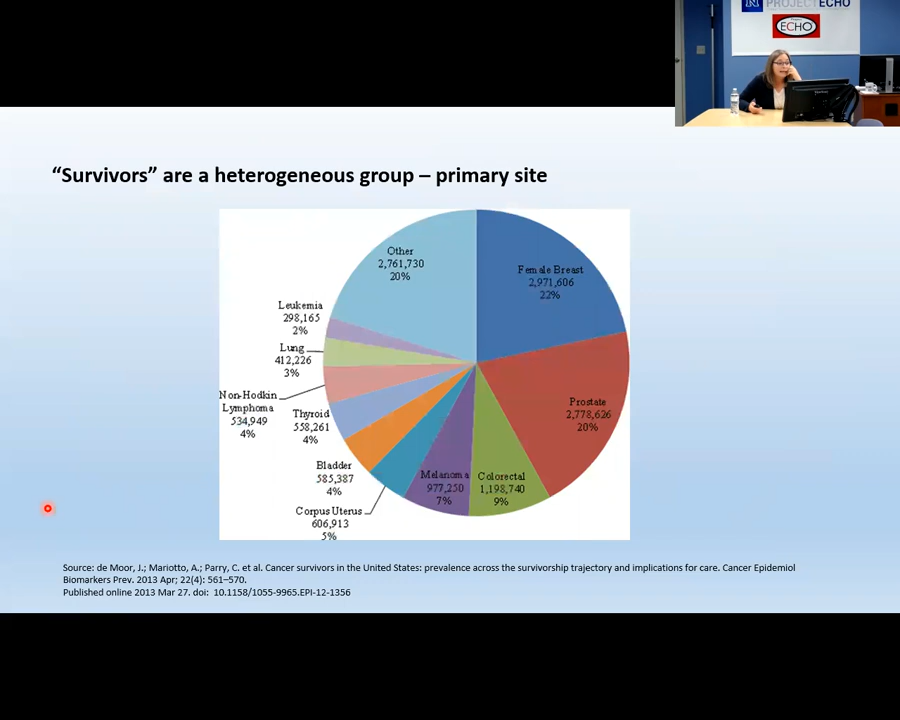 N PROJECT ECHO
ECHO
“Survivors” are a heterogeneous group – primary site
Other
2,761,730
20%
Female Breast
2,971,606
22%
Leukemia
298,165
2%
Lung
412,226
3%
Non-Hodkin
Lymphoma
534,949
4%
Thyroid
558,261
4%
Prostate
2,778,626
20%
Bladder
585,387
4%
Melanoma
977,250
7%
Colorectal
1,198,740
9%
Corpus Uterus
606,913
5%
Source: de Moor, J.; Mariotto, A.; Parry, C. et al. Cancer survivors in the United States: prevalence across the survivorship trajectory and implications for care. Cancer Epidemiol
Biomarkers Prev. 2013 Apr; 22(4): 561–570.
Published online 2013 Mar 27. doi: 10.1158/1055-9965.EPI-12-1356